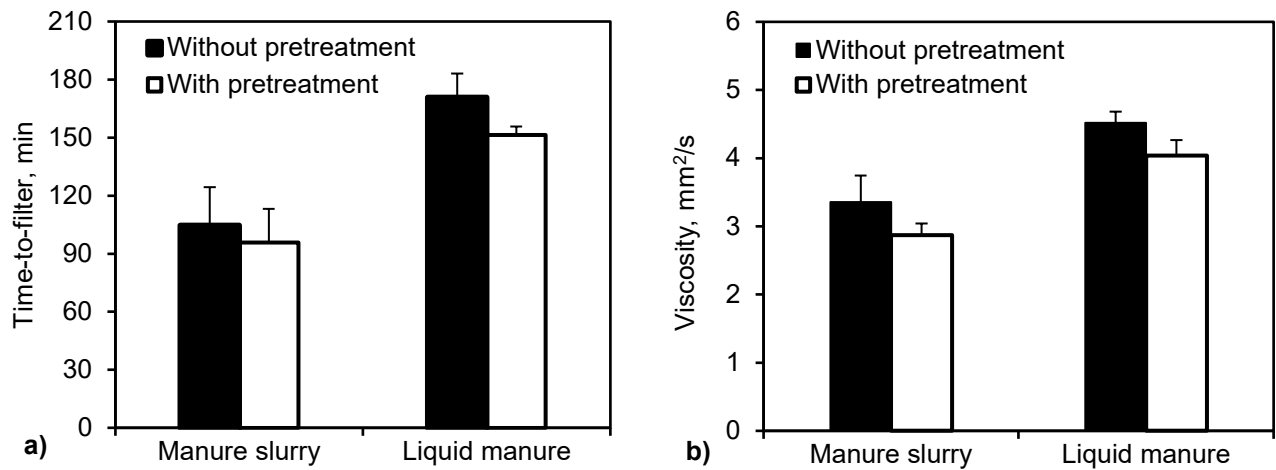 Time-to-filter, min
210
180
150
120
90
60
30
0
Without pretreatment
With pretreatment
Manure slurry
Liquid manure
a)
Viscosity, mm²/s
6
5
4
3
2
1
0
Without pretreatment
With pretreatment
Manure slurry
Liquid manure
b)